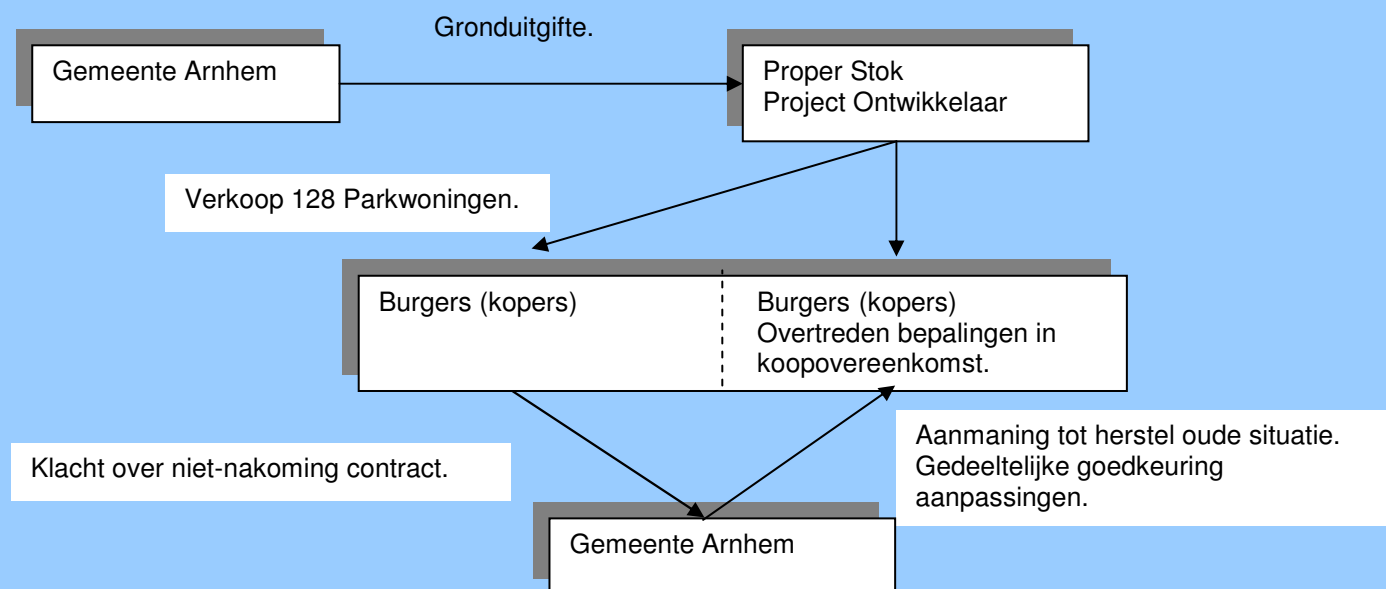 Gronduitgifte.
Gemeente Arnhem
Proper Stok
Project Ontwikkelaar
Verkoop 128 Parkwoningen.
Burgers (kopers)
Burgers (kopers)
Overtreden bepalingen in
koopovereenkomst.
Klacht over niet-nakoming contract.
Aanmaning tot herstel oude situatie.
Gedeeltelijke goedkeuring
aanpassingen.
Gemeente Arnhem